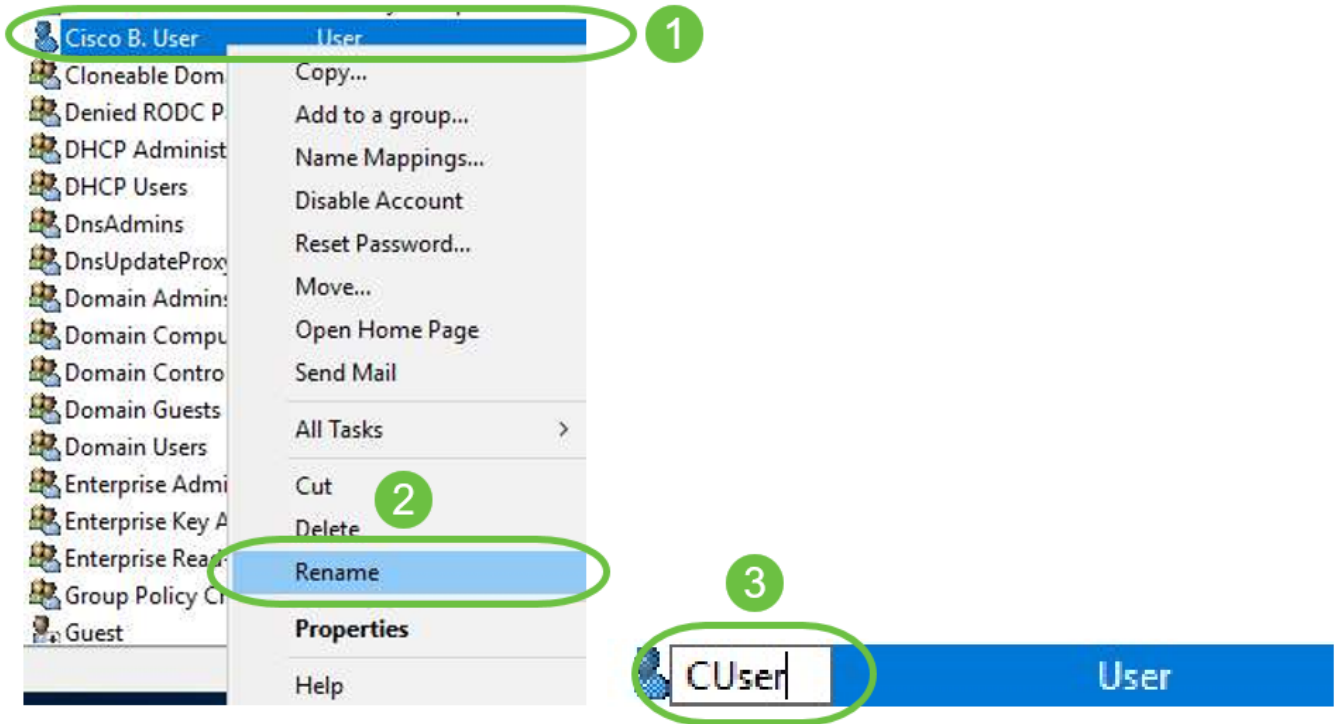 Cisco B. User User
1
Cloneable Dom
Denied RODC P
DHCP Administ
DHCP Users
DnsAdmins
DnsUpdateProxy
Domain Admins
Domain Compu
Domain Contro
Domain Guests
Domain Users
Enterprise Admi
Enterprise Key A
Enterprise Read-
Group Policy Cr
Guest
Copy...
Add to a group...
Name Mappings...
Disable Account
Reset Password...
Move...
Open Home Page
Send Mail
All Tasks >
Cut
2
Delete
Rename
Properties
Help
3
CUser User